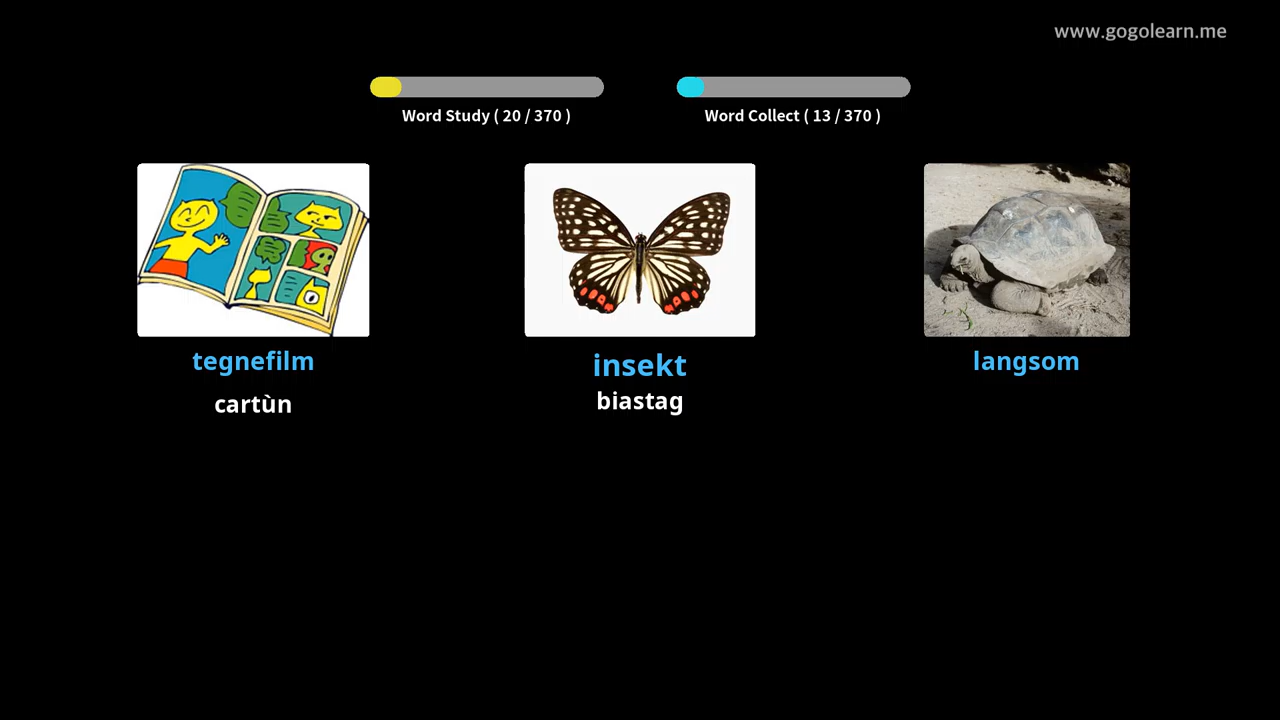 www.gogolearn.me
Word Study ( 20 / 370 )
Word Collect ( 13 / 370 )
tegnefilm
cartùn
insekt
biastag
langsom